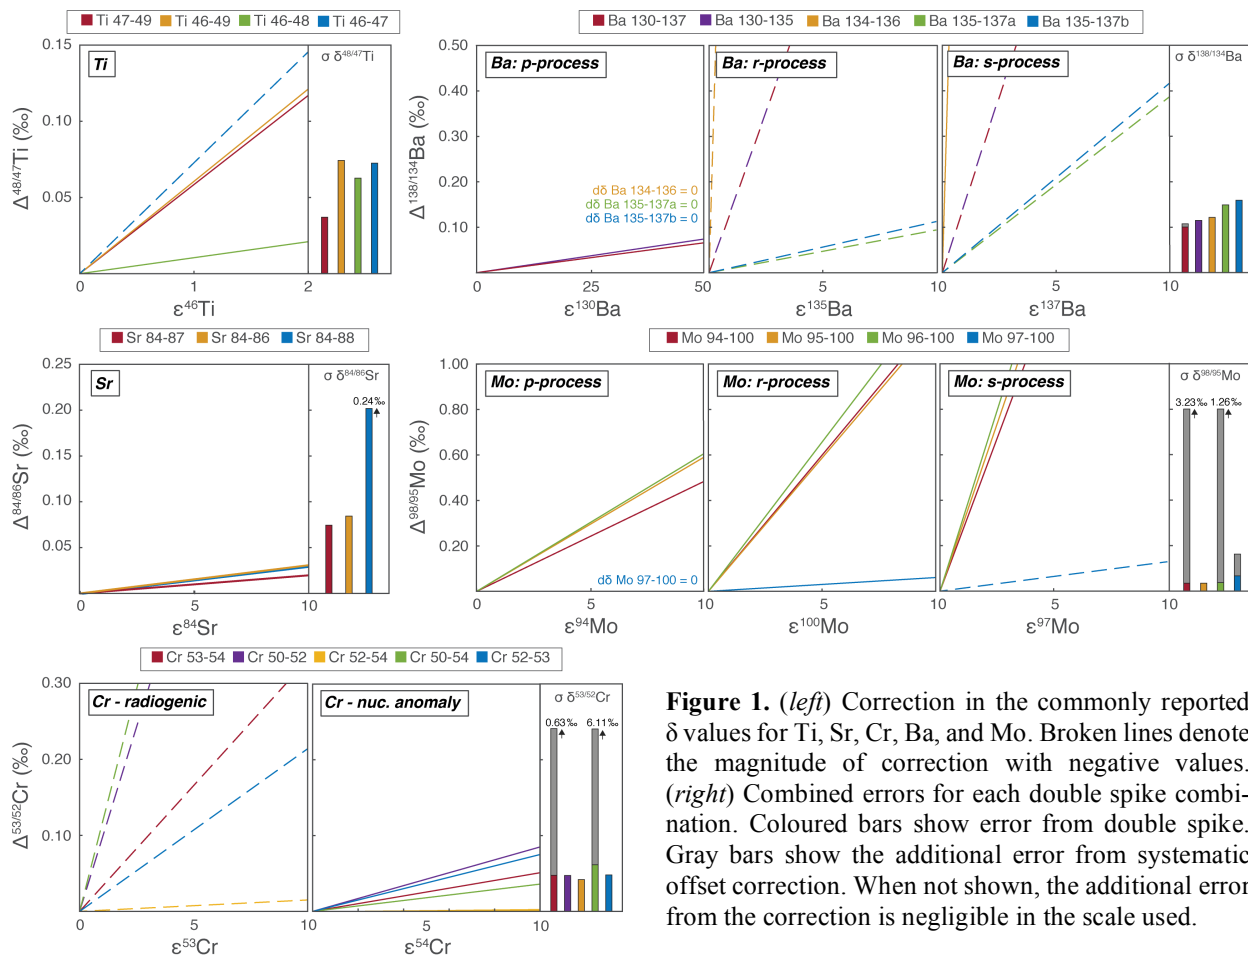 Ti 47-49 Ti 46-49 Ti 46-48 Ti 46-47
0.15
0.10
0.05
Δ48/47Ti (‰)
Ti
σ δ48/47Ti
0 1 2
ε46Ti
Ba 130-137 Ba 130-135 Ba 134-136 Ba 135-137a Ba 135-137b
0.50
0.40
0.30
0.20
0.10
Δ138/134Ba (‰)
Ba: p-process
Ba: r-process
Ba: s-process
σ δ138/134Ba
dδ Ba 134-136 = 0
dδ Ba 135-137a = 0
dδ Ba 135-137b = 0
0 25 50 5 10 5 10
ε130Ba ε135Ba ε137Ba
Sr 84-87 Sr 84-86 Sr 84-88
0.25
0.20
0.15
0.10
0.05
Δ84/86Sr (‰)
Sr
σ δ84/86Sr
0.24‰
0 5 10
ε84Sr
Mo 94-100 Mo 95-100 Mo 96-100 Mo 97-100
1.00
0.80
0.60
0.40
0.20
Δ98/95Mo (‰)
Mo: p-process
Mo: r-process
Mo: s-process
σ δ98/95Mo
3.23‰ 1.26‰
dδ Mo 97-100 = 0
0 5 10 5 10 5 10
ε94Mo ε100Mo ε97Mo
Cr 53-54 Cr 50-52 Cr 52-54 Cr 50-54 Cr 52-53
0.30
0.20
0.10
Δ53/52Cr (‰)
Cr - radiogenic
Cr - nuc. anomaly
σ δ53/52Cr
0.63‰ 6.11‰
0 5 10 5 10
ε53Cr ε54Cr
Figure 1. (left) Correction in the commonly reported
δ values for Ti, Sr, Cr, Ba, and Mo. Broken lines denote
the magnitude of correction with negative values.
(right) Combined errors for each double spike combi-
nation. Coloured bars show error from double spike.
Gray bars show the additional error from systematic
offset correction. When not shown, the additional error
from the correction is negligible in the scale used.